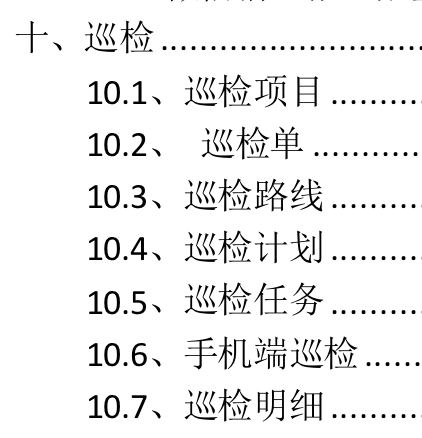 十、巡检..........................
10.1、巡检项目..........
10.2、 巡检单...........
10.3、巡检路线..........
10.4、巡检计划..........
10.5、巡检任务..........
10.6、手机端巡检......
10.7、巡检明细..........